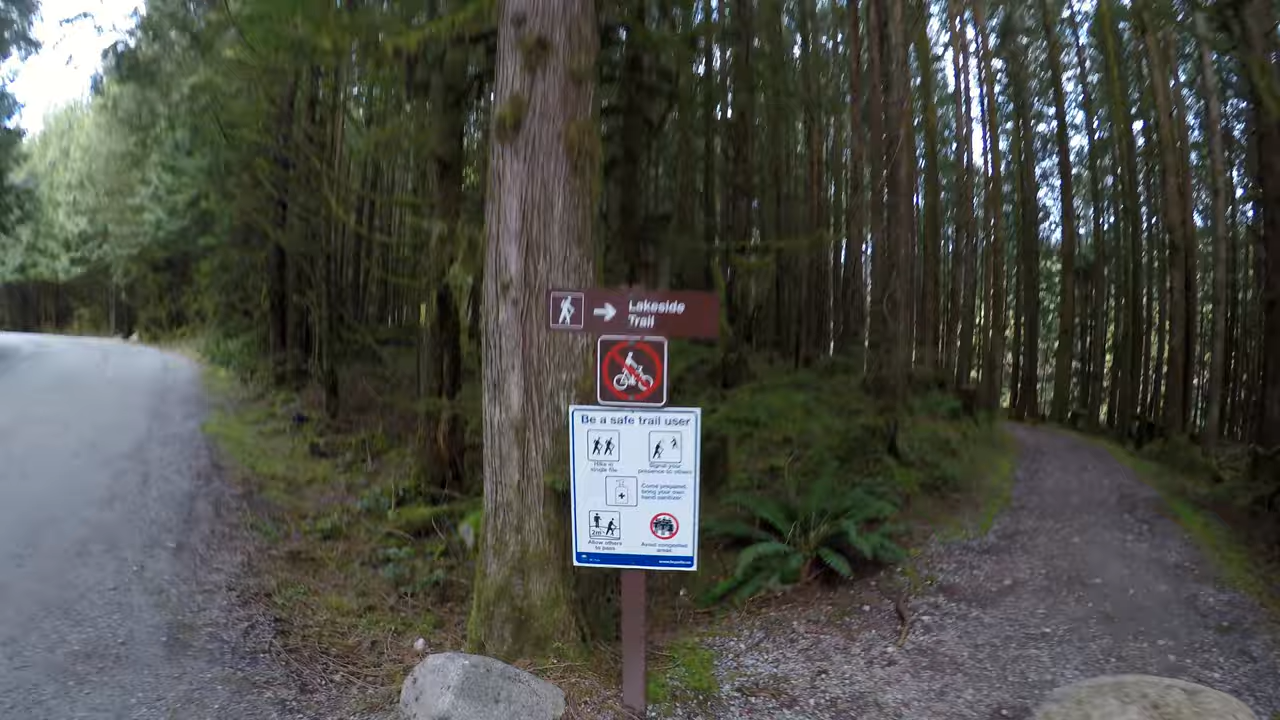 Lakeside
Trail
Be a safe trail user
Hike in
single file
Signal your
presence to others
Come prepared,
bring your own
hand sanitizer
2m
Allow others
to pass
Avoid congested
areas